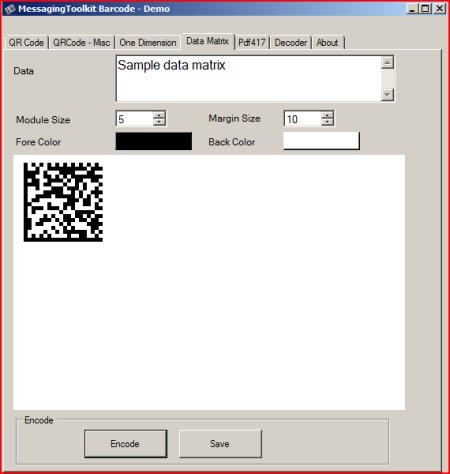 MessagingToolkit Barcode - Demo
QR Code QRCode - Misc One Dimension Data Matrix Pdf417 Decoder About
Data Sample data matrix
Module Size 5 Margin Size 10
Fore Color Back Color
Encode
Encode Save